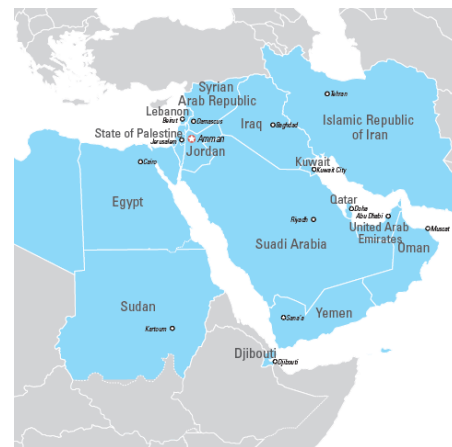 Tehran
Syrian
Arab Republic
Lebanon
Beirut
Damascus
Iraq
Baghdad
Islamic Republic
of Iran
State of Palestine
Jerusalem
Amman
Jordan
Cairo
Kuwait
Kuwait City
Egypt
Qatar
Doha
Abu Dhabi
Riyadh
United Arab
Emirates
Muscat
Suadi Arabia
Oman
Sudan
Sana'a
Yemen
Kartoum
Djibouti
Djibouti